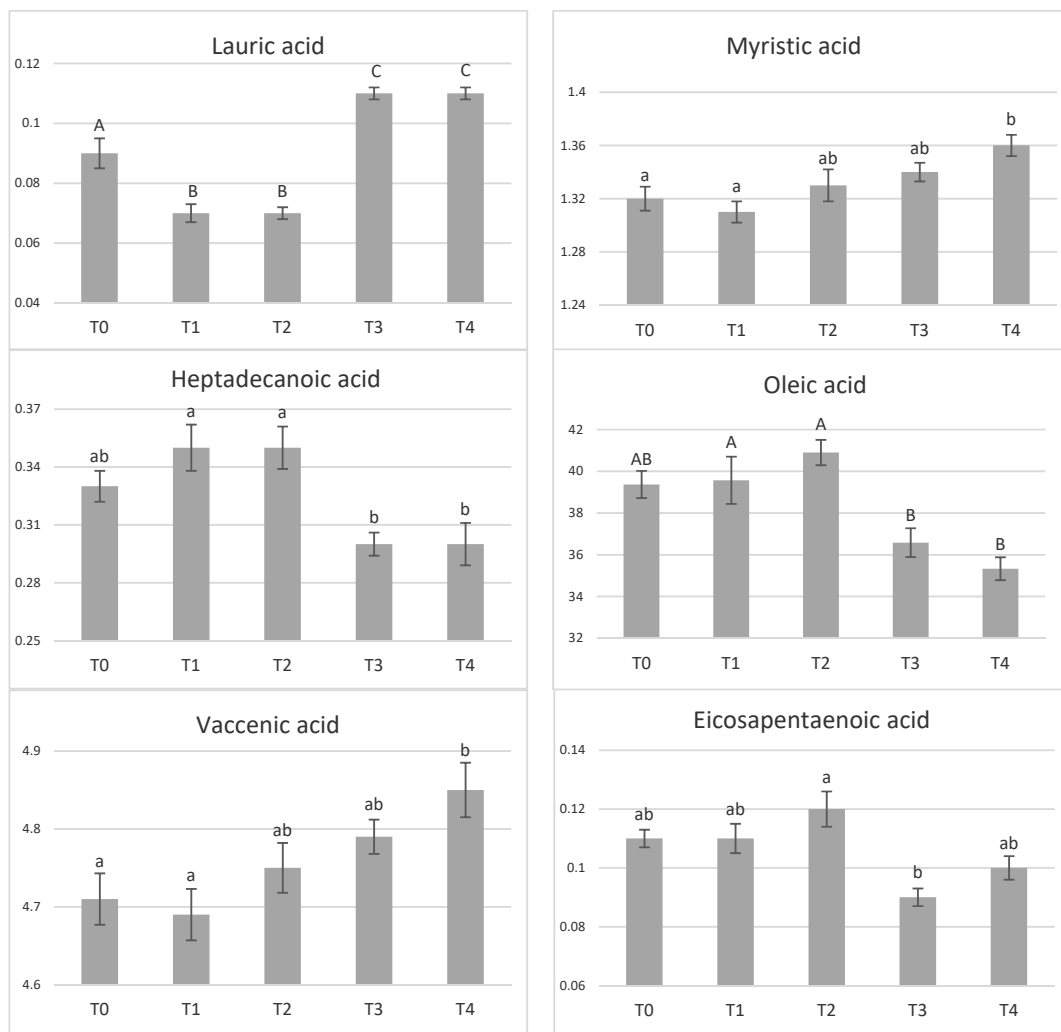 Lauric acid
0.12
0.1
0.08
0.06
0.04
A
B
B
C
C
T0 T1 T2 T3 T4
Myristic acid
1.4
1.36
1.32
1.28
1.24
a
a
ab
ab
b
T0 T1 T2 T3 T4
Heptadecanoic acid
0.37
0.34
0.31
0.28
0.25
ab
a
a
b
b
T0 T1 T2 T3 T4
Oleic acid
42
40
38
36
34
32
AB
A
A
B
B
T0 T1 T2 T3 T4
Vaccenic acid
4.9
4.8
4.7
4.6
a
a
ab
ab
b
T0 T1 T2 T3 T4
Eicosapentaenoic acid
0.14
0.12
0.1
0.08
0.06
ab
ab
a
b
ab
T0 T1 T2 T3 T4